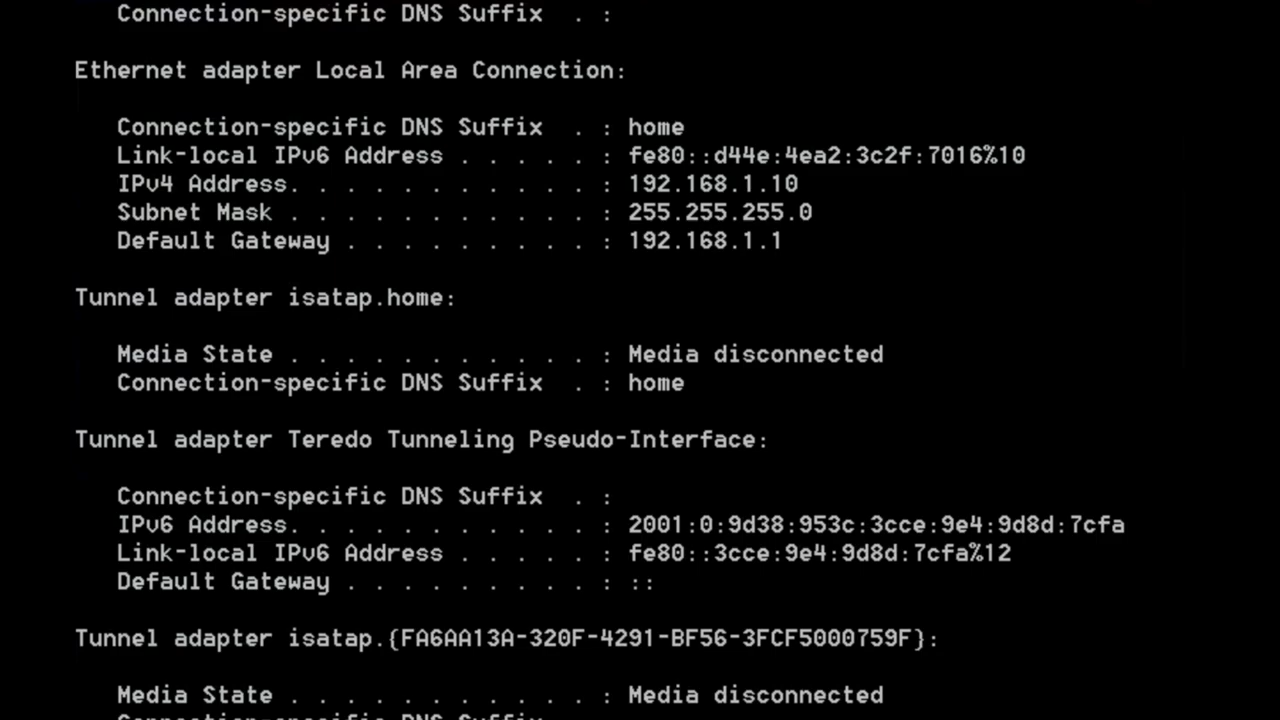 Connection-specific DNS Suffix  . :
Ethernet adapter Local Area Connection:
Connection-specific DNS Suffix  . : home
Link-local IPv6 Address . . . . . : fe80::d44e:4ea2:3c2f:7016%10
IPv4 Address. . . . . . . . . . . : 192.168.1.10
Subnet Mask . . . . . . . . . . . : 255.255.255.0
Default Gateway . . . . . . . . . : 192.168.1.1
Tunnel adapter isatap.home:
Media State . . . . . . . . . . . : Media disconnected
Connection-specific DNS Suffix  . : home
Tunnel adapter Teredo Tunneling Pseudo-Interface:
Connection-specific DNS Suffix  . :
IPv6 Address. . . . . . . . . . . : 2001:0:9d38:953c:3cce:9e4:9d8d:7cfa
Link-local IPv6 Address . . . . . : fe80::3cce:9e4:9d8d:7cfa%12
Default Gateway . . . . . . . . . : ::
Tunnel adapter isatap.{FA6AA13A-320F-4291-BF56-3FCF5000759F}:
Media State . . . . . . . . . . . : Media disconnected
Connection-specific DNS Suffix